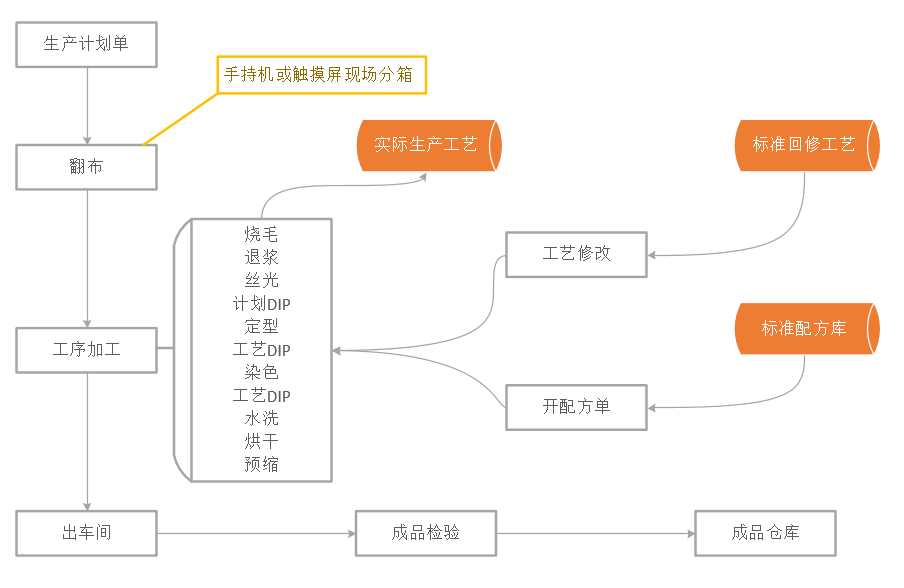 生产计划单
手持机或触摸屏现场分箱
翻布
实际生产工艺
标准回修工艺
烧毛
退浆
丝光
计划DIP
定型
工艺DIP
染色
工艺DIP
水洗
烘干
预缩
工艺修改
标准配方库
工序加工
开配方单
出车间
成品检验
成品仓库